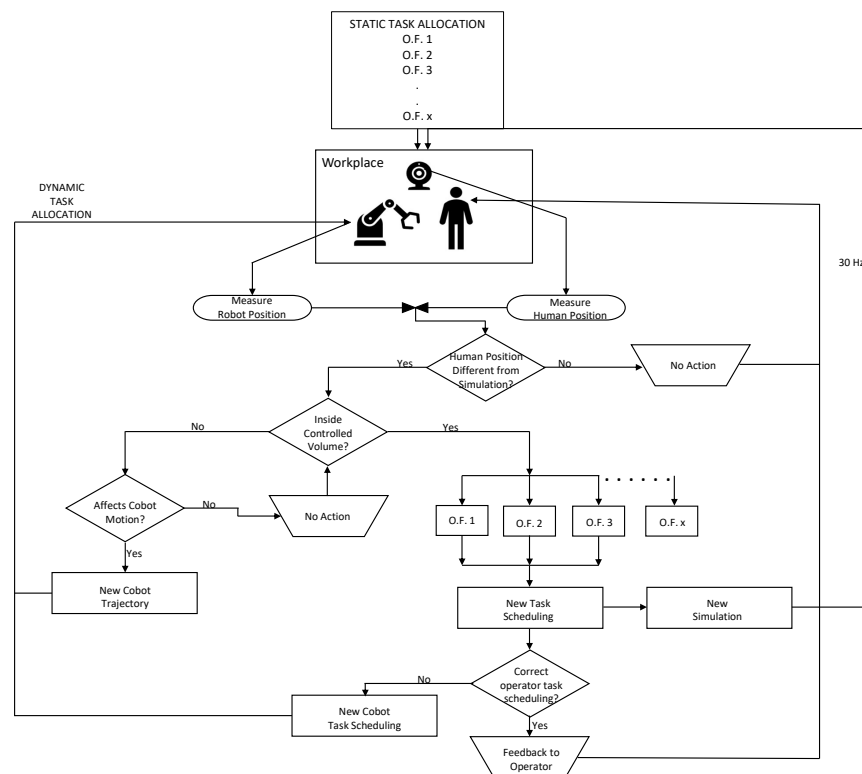 STATIC TASK ALLOCATION
O.F. 1
O.F. 2
O.F. 3
.
.
O.F. x
Workplace
DYNAMIC
TASK
ALLOCATION
30 Hz
Measure
Robot Position
Measure
Human Position
Human Position
Different from
Simulation?
Yes
No
No Action
Inside
Controlled
Volume?
No
Yes
Affects Cobot
Motion?
No
No Action
Yes
. . . . . .
O.F. 1
O.F. 2
O.F. 3
O.F. x
New Cobot
Trajectory
New Task
Scheduling
New
Simulation
Correct
operator task
scheduling?
No
New Cobot
Task Scheduling
Yes
Feedback to
Operator